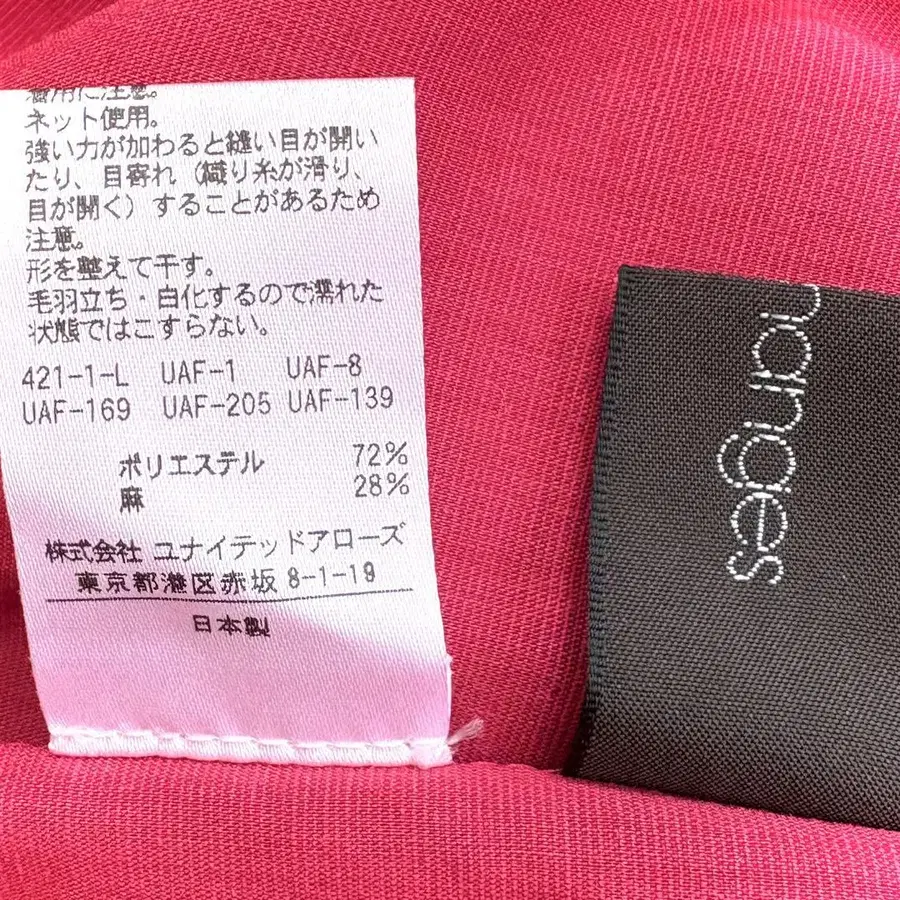 着用に注意。
ネット使用。
強い力が加わると縫い目が開い
たり、目寄れ（織り糸が滑り、
目が開く）することがあるため
注意。
形を整えて干す。
毛羽立ち・白化するので濡れた
状態ではこすらない。
421-1-L UAF-1 UAF-8
UAF-169 UAF-205 UAF-139
ポリエステル 72%
麻 28%
株式会社 ユナイテッドアローズ
東京都港区赤坂 8-1-19
日本製
anges